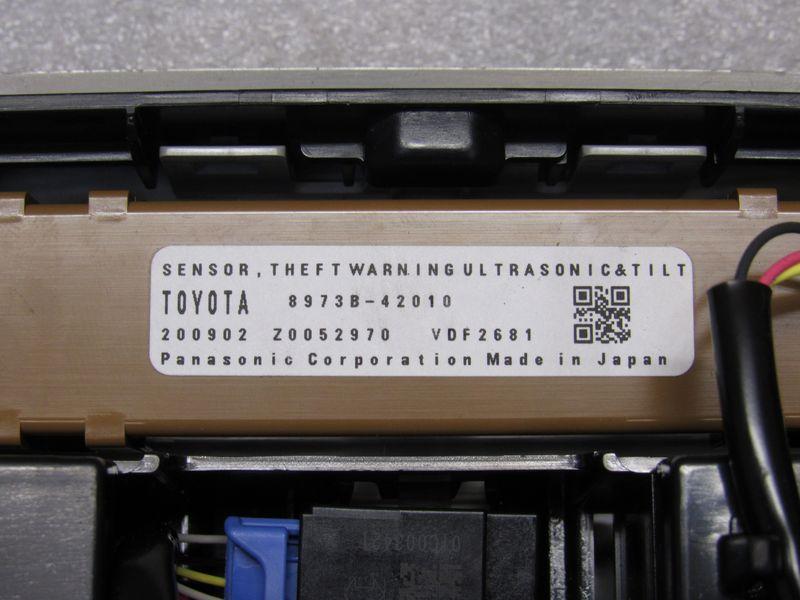 SENSOR, THEFT WARNING ULTRASONIC&TILT
TOYOTA 8973B-42010
200902 Z0052970 VDF2681
Panasonic Corporation Made in Japan